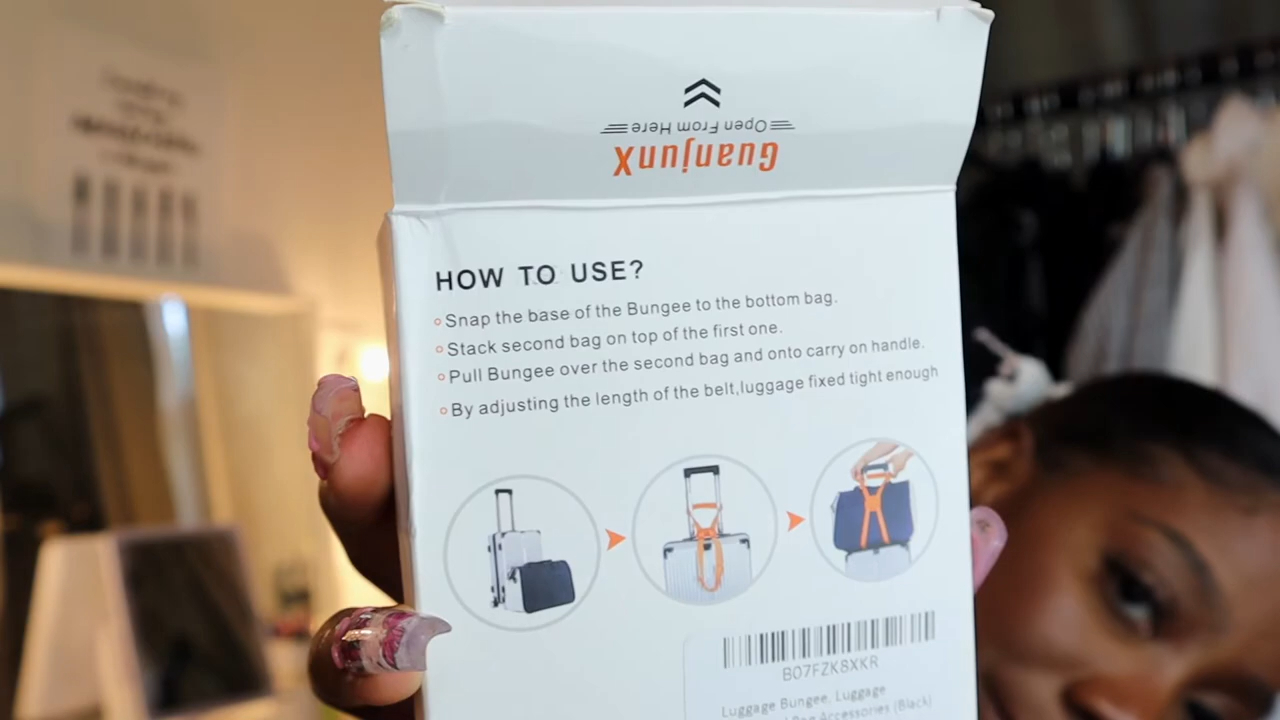 Open From Here
GuanjunX
HOW TO USE?
Snap the base of the Bungee to the bottom bag.
Stack second bag on top of the first one.
Pull Bungee over the second bag and onto carry on handle.
By adjusting the length of the belt,luggage fixed tight enough
B07FZK8XKR
Luggage Bungee, Luggage
Bag Accessories (Black)